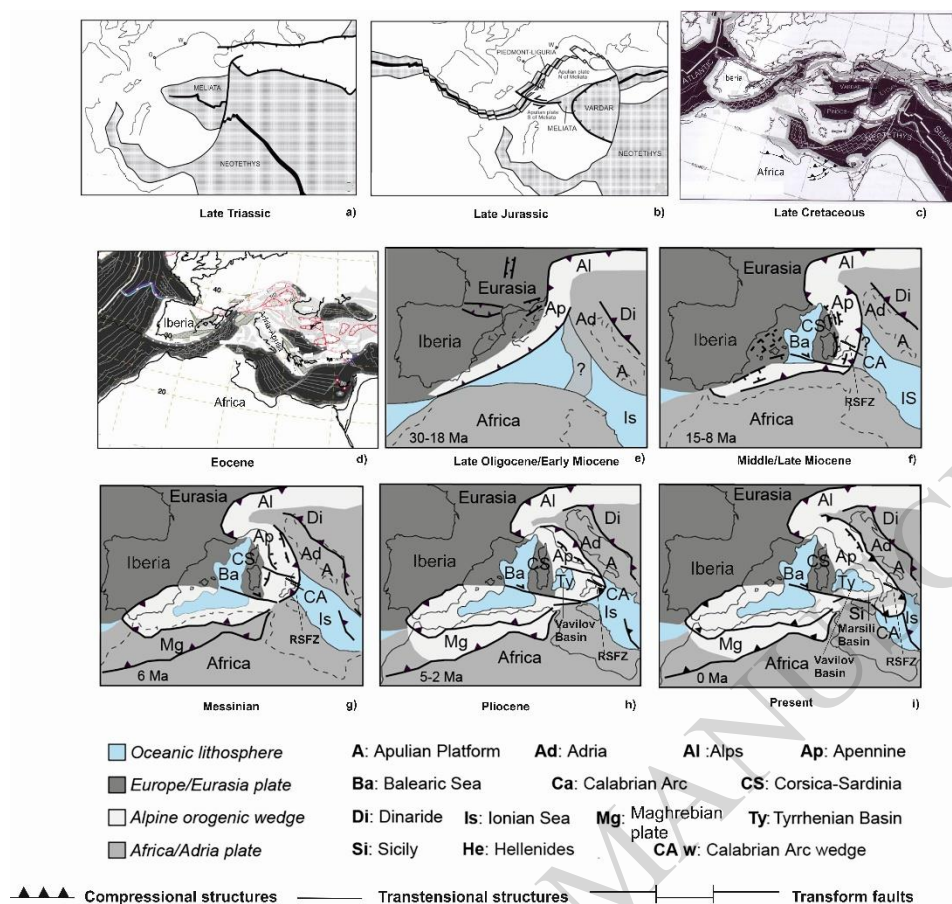 W
G
MELIATA
NEOTETHYS
Late Triassic
a)
W
PIEDMONT-LIGURIA
G
Apulian plate
N of Meliata
Apulian plate
S of Meliata
VARDAR
MELIATA
NEOTETHYS
Late Jurassic
b)
ATLANTIC
Iberia
VARDAR
NEOTETHYS
Africa
Late Cretaceous
c)
40
Iberia
Adria-Apulia
20
Africa
Eocene
d)
Eurasia
Al
Iberia
Ap
Ad
Di
A
?
Africa
Is
30-18 Ma
Late Oligocene/Early Miocene
e)
Eurasia
Al
Iberia
Ba
CS
Ap
Ad
Di
A
?
CA
RSFZ
IS
Africa
15-8 Ma
Middle/Late Miocene
f)
Eurasia
Al
Di
Iberia
Ba
CS
Ap
Ad
A
CA
Is
Mg
RSFZ
Africa
6 Ma
Messinian
g)
Eurasia
Al
Di
Iberia
Ba
CS
Ap
Ad
Ty
A
CA
Is
Vavilov
Basin
Mg
RSFZ
Africa
5-2 Ma
Pliocene
h)
Eurasia
Al
Di
Iberia
Ba
CS
Ap
Ad
Ty
A
Si
Is
CA
Marsili
Basin
Mg
Vavilov
Basin
RSFZ
Africa
0 Ma
Present
i)
Oceanic lithosphere
A: Apulian Platform Ad: Adria Al :Alps Ap: Apennine
Europe/Eurasia plate
Ba: Balearic Sea Ca: Calabrian Arc CS: Corsica-Sardinia
Alpine orogenic wedge
Di: Dinaride Is: Ionian Sea Mg: Maghrebian plate Ty: Tyrrhenian Basin
Africa/Adria plate
Si: Sicily He: Hellenides CA w: Calabrian Arc wedge
Compressional structures Transtensional structures Transform faults
MANUSC